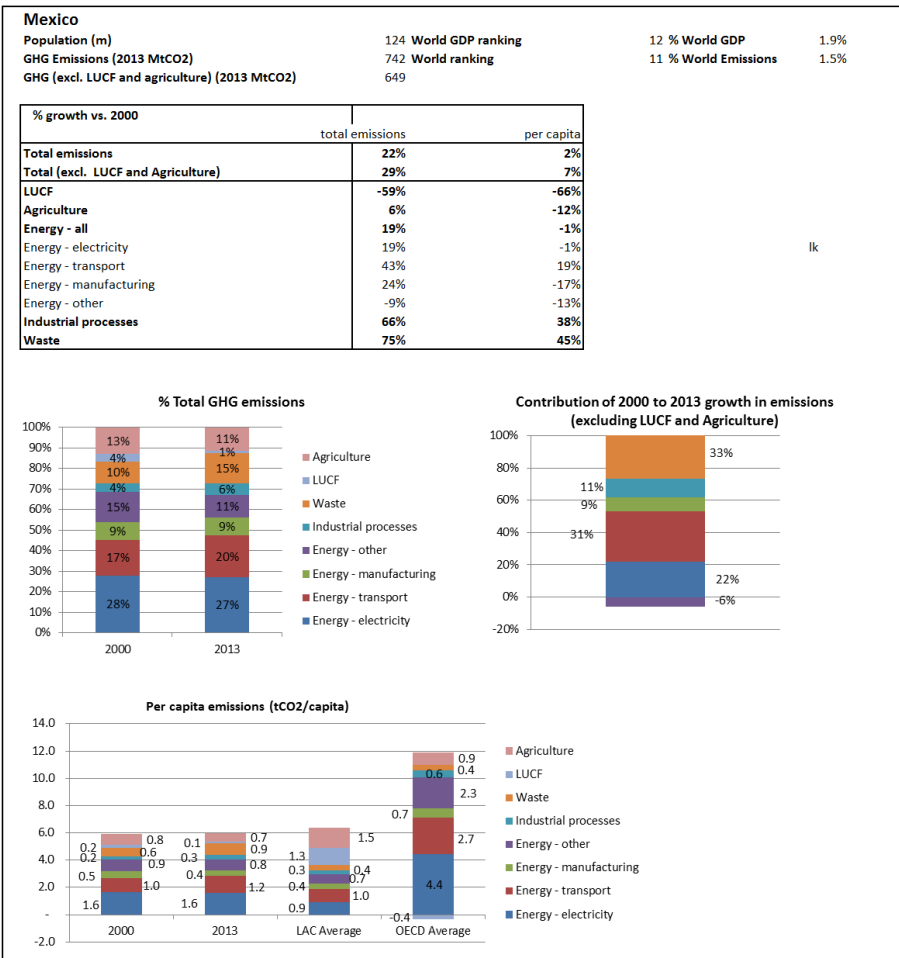 Mexico
Population (m) 124 World GDP ranking 12 % World GDP 1.9%
GHG Emissions (2013 MtCO2) 742 World ranking 11 % World Emissions 1.5%
GHG (excl. LUCF and agriculture) (2013 MtCO2) 649
% growth vs. 2000
total emissions per capita
Total emissions 22% 2%
Total (excl. LUCF and Agriculture) 29% 7%
LUCF -59% -66%
Agriculture 6% -12%
Energy - all 19% -1%
Energy - electricity 19% -1% lk
Energy - transport 43% 19%
Energy - manufacturing 24% -17%
Energy - other -9% -13%
Industrial processes 66% 38%
Waste 75% 45%
% Total GHG emissions
100%
90%
80%
70%
60%
50%
40%
30%
20%
10%
0%
13%
4%
10%
4%
15%
9%
17%
28%
11%
1%
15%
6%
11%
9%
20%
27%
2000 2013
Agriculture
LUCF
Waste
Industrial processes
Energy - other
Energy - manufacturing
Energy - transport
Energy - electricity
Contribution of 2000 to 2013 growth in emissions
(excluding LUCF and Agriculture)
100%
80%
60%
40%
20%
0%
-20%
33%
11%
9%
31%
22%
-6%
Per capita emissions (tCO2/capita)
14.0
12.0
10.0
8.0
6.0
4.0
2.0
-
-2.0
0.8
0.2
0.6
0.2
0.9
0.5
1.0
1.6
0.7
0.1
0.9
0.3
0.8
0.4
1.2
1.6
1.5
1.3
0.4
0.3
0.7
0.4
1.0
0.9
0.9
0.4
0.6
2.3
0.7
2.7
4.4
-0.4
2000 2013 LAC Average OECD Average
Agriculture
LUCF
Waste
Industrial processes
Energy - other
Energy - manufacturing
Energy - transport
Energy - electricity